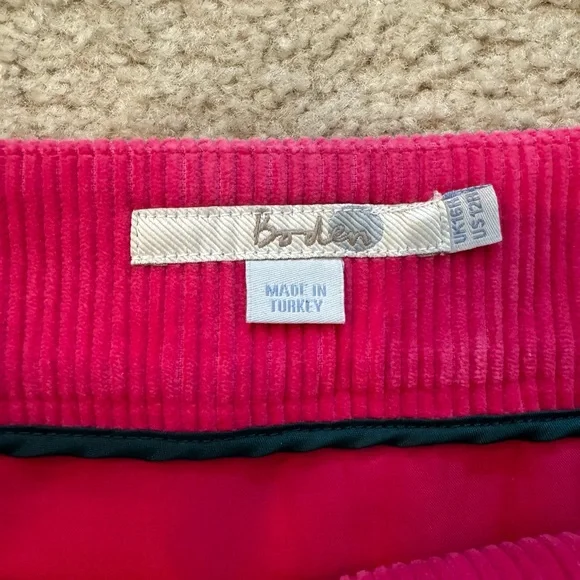 Boden
UK16R
US 12R
MADE IN
TURKEY